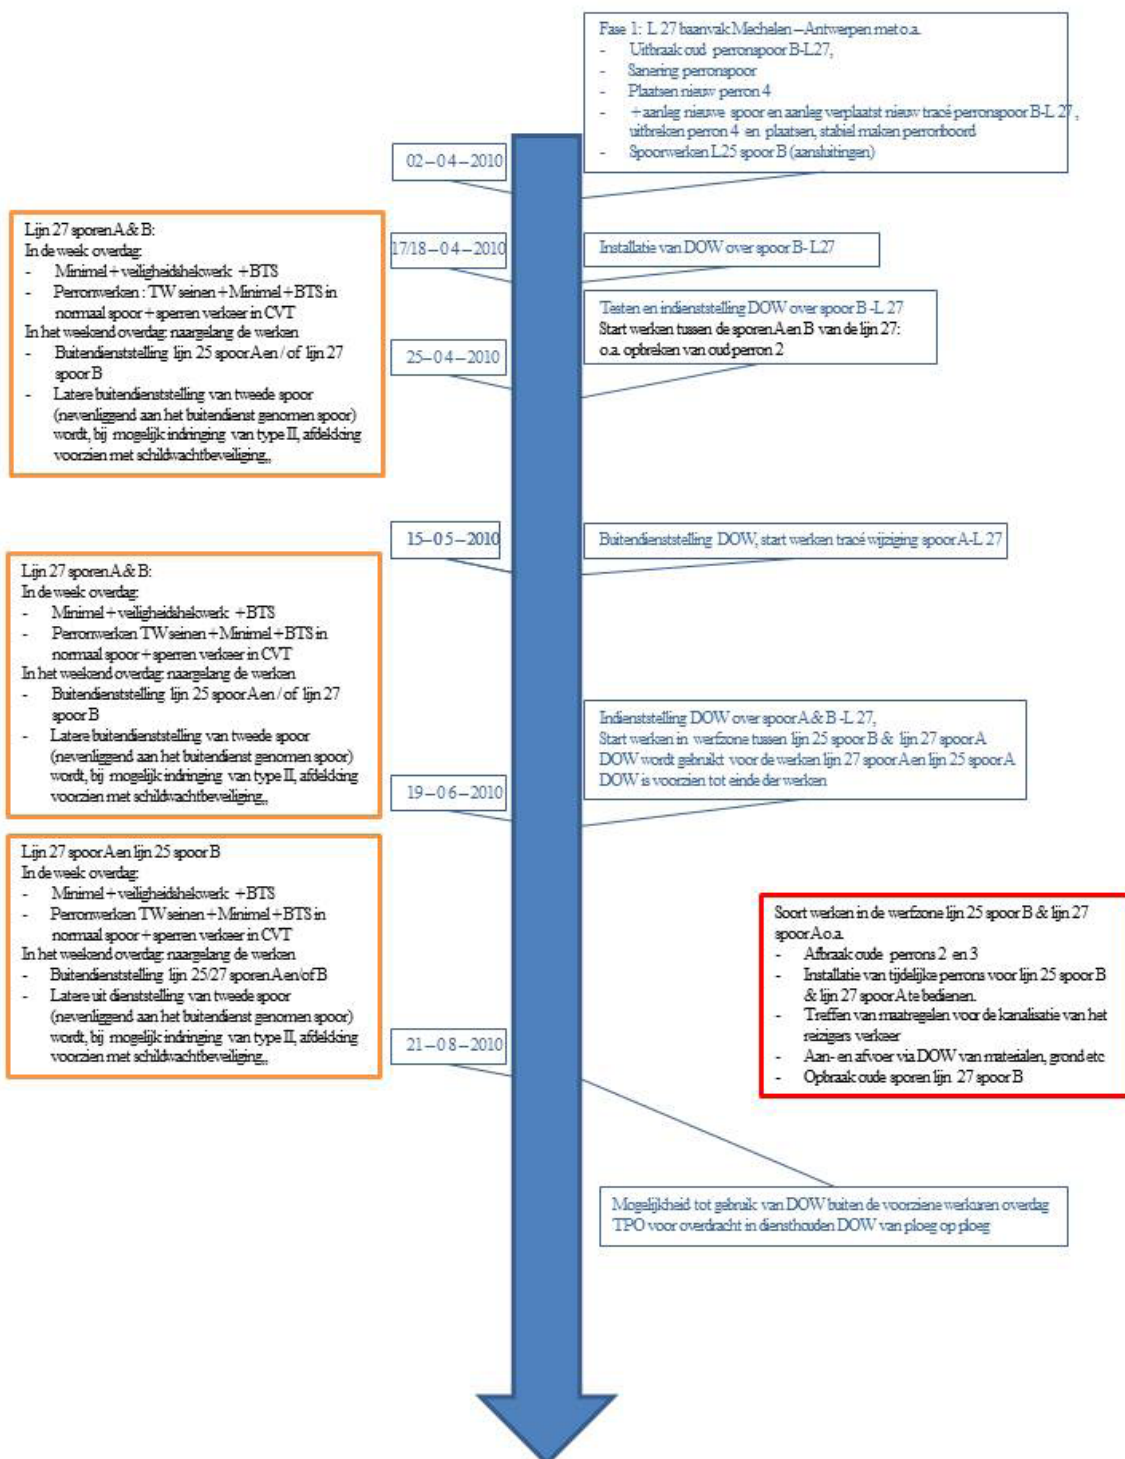 Fase 1: L 27 baanvak Mechelen – Antwerpen met o.a.
- Uitbraak oud perronspoor B-L27,
- Sanering perronspoor
- Plaatsen nieuw perron 4
- + aanleg nieuwe spoor en aanleg verplaatst nieuw tracé perronspoor B-L 27,
uitbreken perron 4 en plaatsen, stabiel maken perronboord
- Spoorwerken L25 spoor B (aansluitingen)
02 – 04 – 2010
17/18 – 04 – 2010
Installatie van DOW over spoor B- L27
Lijn 27 sporen A & B:
In de week overdag:
- Minimel + veiligheidshekwerk + BTS
- Perronwerken : TW seinen + Minimel + BTS in
normaal spoor + sperren verkeer in CVT
In het weekend overdag: naargelang de werken
- Buitendienststelling lijn 25 spoor A en / of lijn 27
spoor B
- Latere buitendienststelling van tweede spoor
(nevenliggend aan het buitendienst genomen spoor)
wordt, bij mogelijk indringing van type II, afdekking
voorzien met schildwachtbeveiliging,,
Testen en indienststelling DOW over spoor B -L 27
Start werken tussen de sporen A en B van de lijn 27:
o.a. opbreken van oud perron 2
25 – 04 – 2010
15 – 05 – 2010
Buitendienststelling DOW, start werken tracé wijziging spoor A-L 27
Lijn 27 sporen A & B:
In de week overdag:
- Minimel + veiligheidshekwerk + BTS
- Perronwerken TW seinen + Minimel + BTS in
normaal spoor + sperren verkeer in CVT
In het weekend overdag: naargelang de werken
- Buitendienststelling lijn 25 spoor A en / of lijn 27
spoor B
- Latere buitendienststelling van tweede spoor
(nevenliggend aan het buitendienst genomen spoor)
wordt, bij mogelijk indringing van type II, afdekking
voorzien met schildwachtbeveiliging,,
Indienststelling DOW over spoor A & B -L 27,
Start werken in werfzone tussen lijn 25 spoor B & lijn 27 spoor A
DOW wordt gebruikt voor de werken lijn 27 spoor A en lijn 25 spoor A
DOW is voorzien tot einde der werken
19 – 06 – 2010
Lijn 27 spoor A en lijn 25 spoor B
In de week overdag:
- Minimel + veiligheidshekwerk + BTS
- Perronwerken TW seinen + Minimel + BTS in
normaal spoor + sperren verkeer in CVT
In het weekend overdag: naargelang de werken
- Buitendienststelling lijn 25/27 sporen A en/of B
- Latere uit dienststelling van tweede spoor
(nevenliggend aan het buitendienst genomen spoor)
wordt, bij mogelijk indringing van type II, afdekking
voorzien met schildwachtbeveiliging,,
21 – 08 – 2010
Soort werken in de werfzone lijn 25 spoor B & lijn 27
spoor A o.a.
- Afbraak oude perrons 2 en 3
- Installatie van tijdelijke perrons voor lijn 25 spoor B
& lijn 27 spoor A te bedienen.
- Treffen van maatregelen voor de kanalisatie van het
reizigers verkeer
- Aan- en afvoer via DOW van materialen, grond etc
- Opbraak oude sporen lijn 27 spoor B
Mogelijkheid tot gebruik van DOW buiten de voorziene werkuren overdag
TPO voor overdracht in diensthouden DOW van ploeg op ploeg